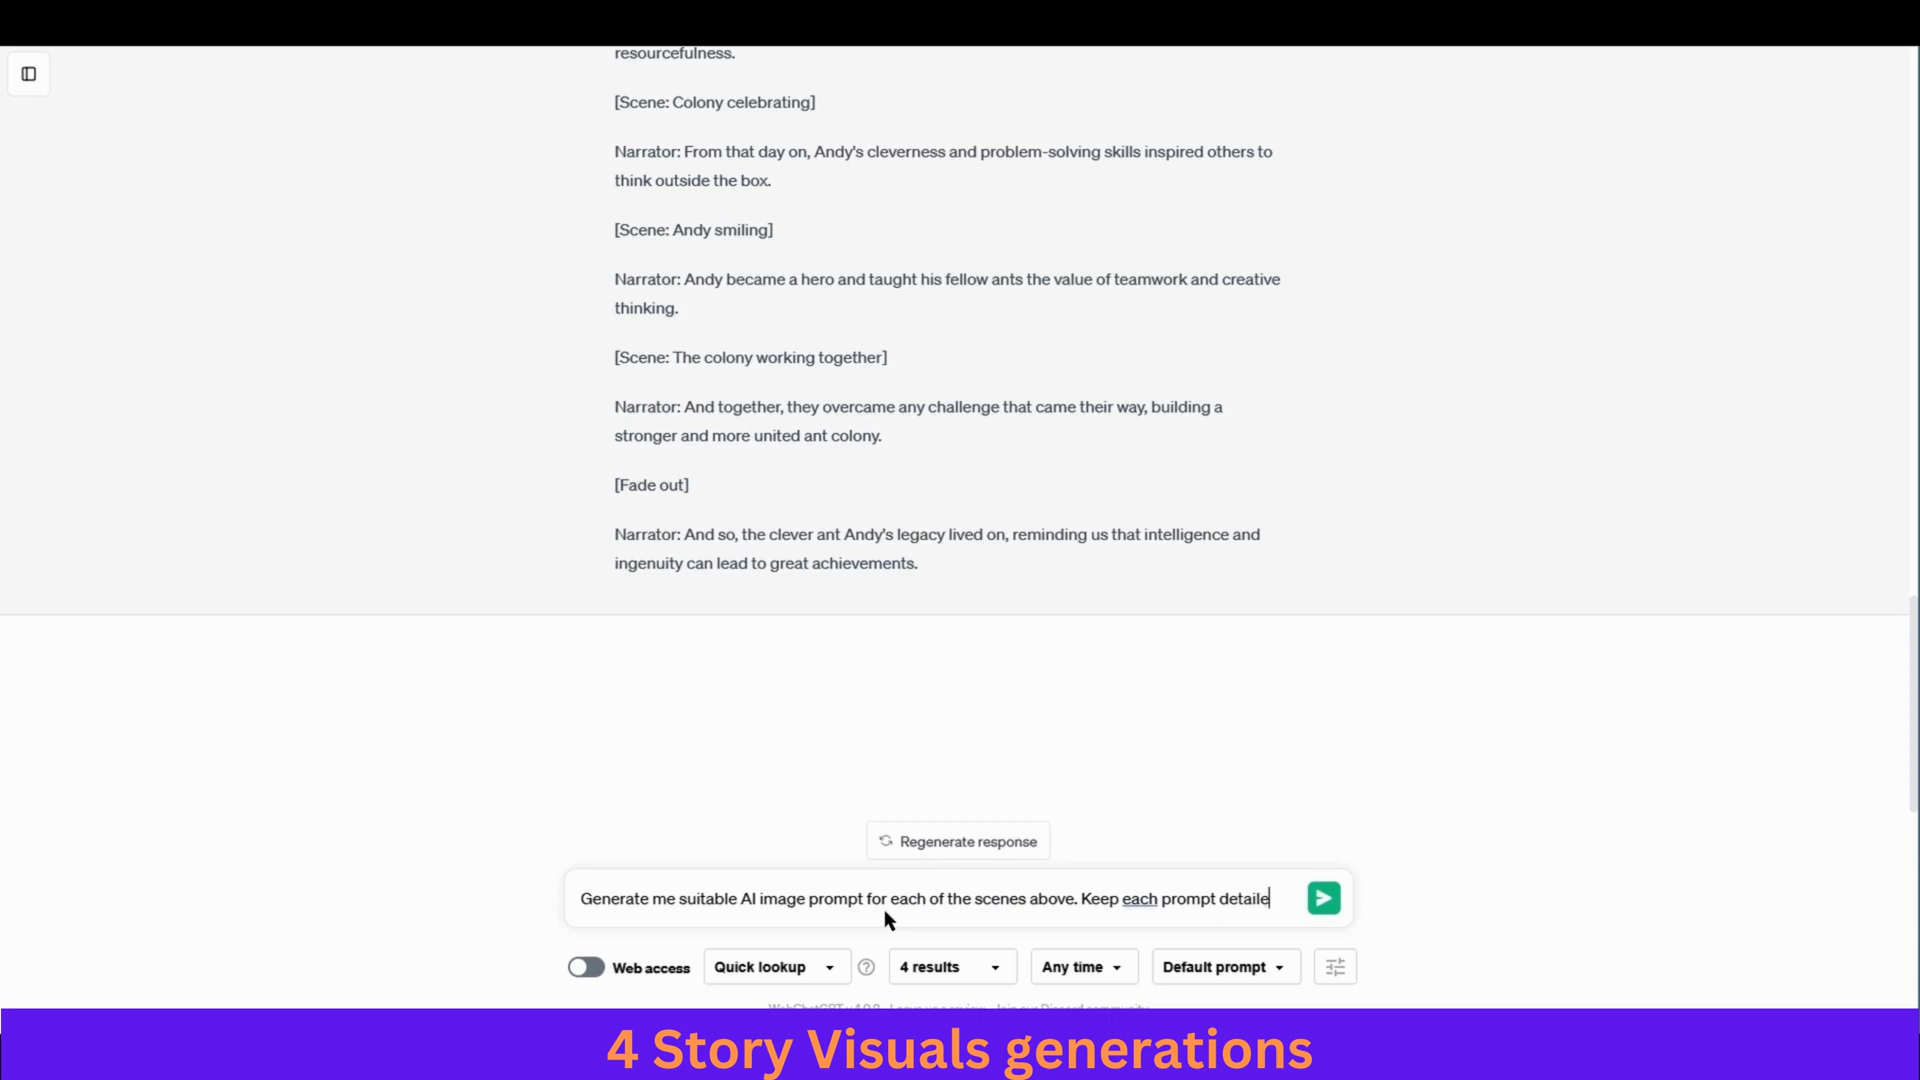 resourcefulness.
[Scene: Colony celebrating]
Narrator: From that day on, Andy's cleverness and problem-solving skills inspired others to
think outside the box.
[Scene: Andy smiling]
Narrator: Andy became a hero and taught his fellow ants the value of teamwork and creative
thinking.
[Scene: The colony working together]
Narrator: And together, they overcame any challenge that came their way, building a
stronger and more united ant colony.
[Fade out]
Narrator: And so, the clever ant Andy's legacy lived on, reminding us that intelligence and
ingenuity can lead to great achievements.
Regenerate response
Generate me suitable AI image prompt for each of the scenes above. Keep each prompt detaile
Web access
Quick lookup
4 results
Any time
Default prompt
4 Story Visuals generations